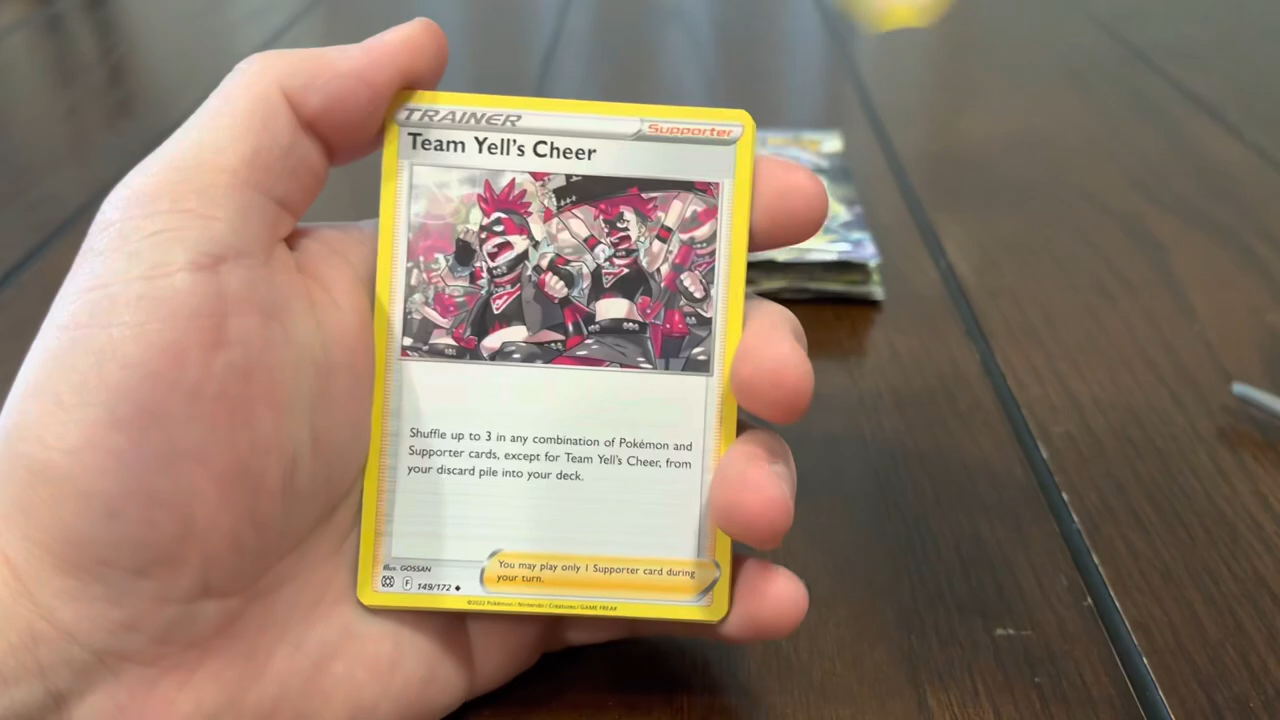 TRAINER
Supporter
Team Yell's Cheer
Shuffle up to 3 in any combination of Pokémon and
Supporter cards, except for Team Yell's Cheer, from
your discard pile into your deck.
Illus. GOSSAN
You may play only 1 Supporter card during
your turn.
F 149/172
©2022 Pokémon / Nintendo / Creatures / GAME FREAK